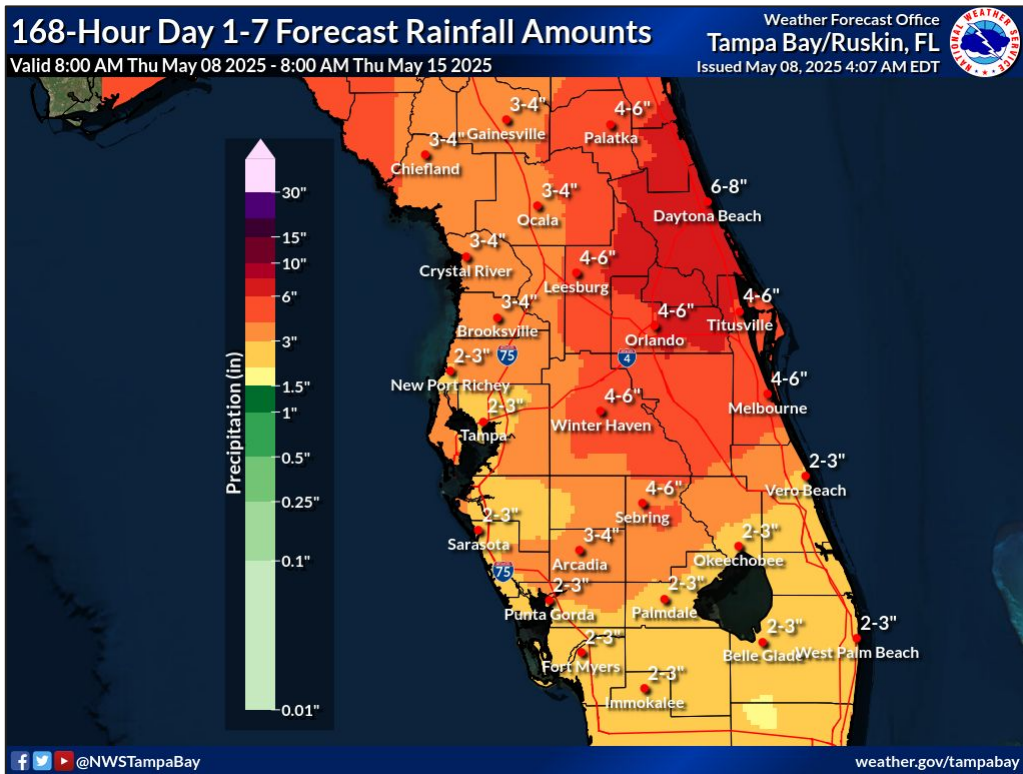 168-Hour Day 1-7 Forecast Rainfall Amounts
Valid 8:00 AM Thu May 08 2025 - 8:00 AM Thu May 15 2025
Weather Forecast Office
Tampa Bay/Ruskin, FL
Issued May 08, 2025 4:07 AM EDT
NATIONAL WEATHER SERVICE
Precipitation (in)
30"
15"
10"
6"
3"
1.5"
1"
0.5"
0.25"
0.1"
0.01"
3-4"
Gainesville
4-6"
Palatka
3-4"
Chiefland
6-8"
Daytona Beach
3-4"
Ocala
3-4"
Crystal River
4-6"
Leesburg
4-6"
Titusville
3-4"
Brooksville
4-6"
Orlando
75
4
2-3"
New Port Richey
4-6"
Melbourne
4-6"
Winter Haven
2-3"
Tampa
2-3"
Vero Beach
4-6"
Sebring
2-3"
Sarasota
2-3"
Okeechobee
3-4"
Arcadia
75
2-3"
Punta Gorda
2-3"
Palmdale
2-3"
Belle Glade
2-3"
West Palm Beach
2-3"
Fort Myers
2-3"
Immokalee
@NWSTampaBay
weather.gov/tampabay